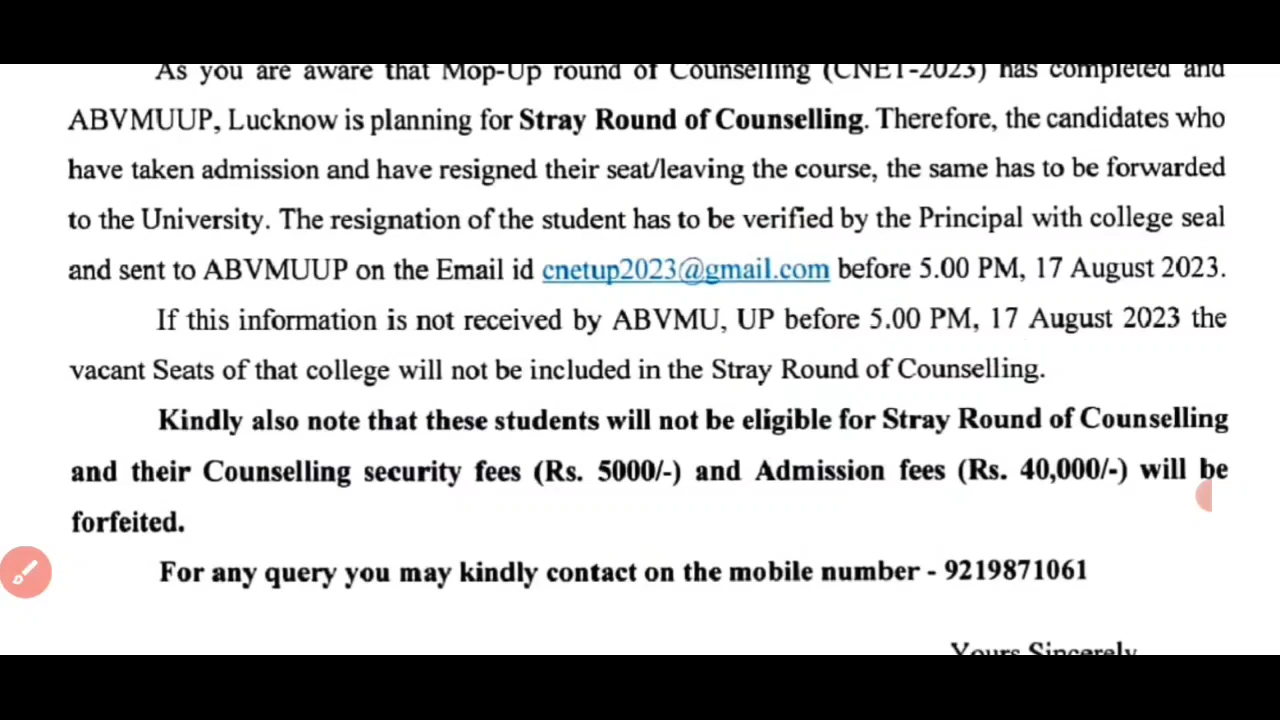 As you are aware that Mop-Up round of Counselling (CNET-2023) has completed and
ABVMUUP, Lucknow is planning for Stray Round of Counselling. Therefore, the candidates who
have taken admission and have resigned their seat/leaving the course, the same has to be forwarded
to the University. The resignation of the student has to be verified by the Principal with college seal
and sent to ABVMUUP on the Email id cnetup2023@gmail.com before 5.00 PM, 17 August 2023.
If this information is not received by ABVMU, UP before 5.00 PM, 17 August 2023 the
vacant Seats of that college will not be included in the Stray Round of Counselling.
Kindly also note that these students will not be eligible for Stray Round of Counselling
and their Counselling security fees (Rs. 5000/-) and Admission fees (Rs. 40,000/-) will be
forfeited.
For any query you may kindly contact on the mobile number - 9219871061
Yours Sincerely